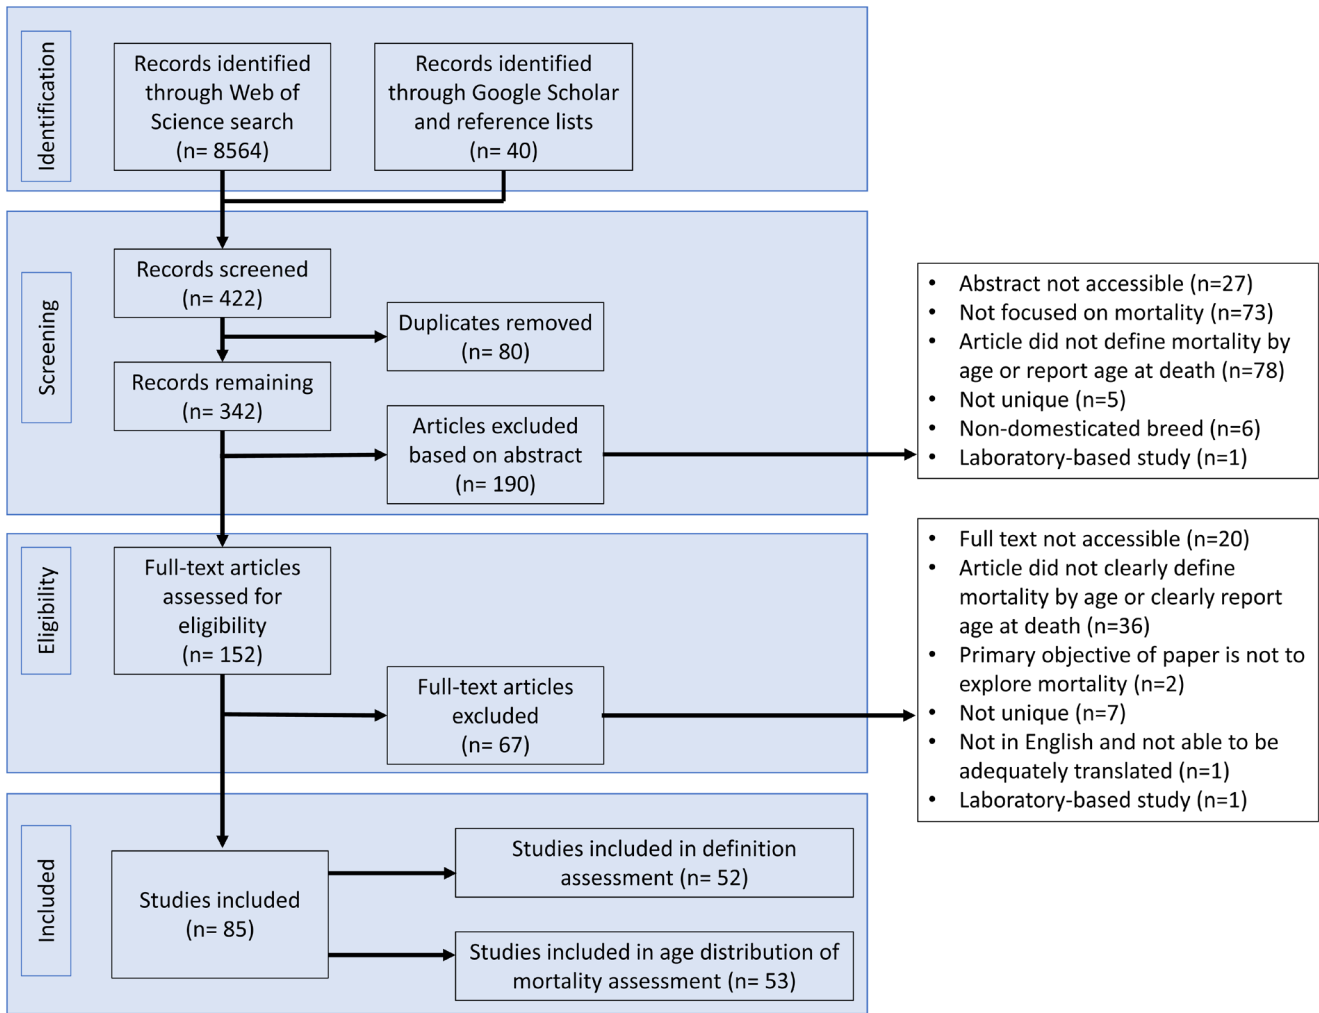 Identification
Records identified
through Web of
Science search
(n= 8564)
Records identified
through Google Scholar
and reference lists
(n= 40)
Screening
Records screened
(n= 422)
Duplicates removed
(n= 80)
Records remaining
(n= 342)
Articles excluded
based on abstract
(n= 190)
• Abstract not accessible (n=27)
• Not focused on mortality (n=73)
• Article did not define mortality by
age or report age at death (n=78)
• Not unique (n=5)
• Non-domesticated breed (n=6)
• Laboratory-based study (n=1)
Eligibility
Full-text articles
assessed for
eligibility
(n= 152)
Full-text articles
excluded
(n= 67)
• Full text not accessible (n=20)
• Article did not clearly define
mortality by age or clearly report
age at death (n=36)
• Primary objective of paper is not to
explore mortality (n=2)
• Not unique (n=7)
• Not in English and not able to be
adequately translated (n=1)
• Laboratory-based study (n=1)
Included
Studies included
(n= 85)
Studies included in definition
assessment (n= 52)
Studies included in age distribution of
mortality assessment (n= 53)